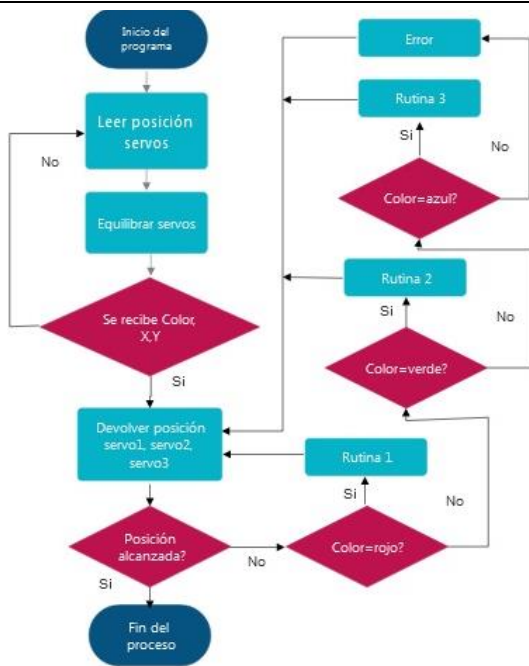 Inicio del
programa
Leer posición
servos
No
Equilibrar servos
Se recibe Color,
X,Y
Si
Devolver posición
servo1, servo2,
servo3
Posición
alcanzada?
No
Si
Fin del
proceso
Color=rojo?
Si
No
Rutina 1
Color=verde?
Si
No
Rutina 2
Color=azul?
Si
No
Rutina 3
Error